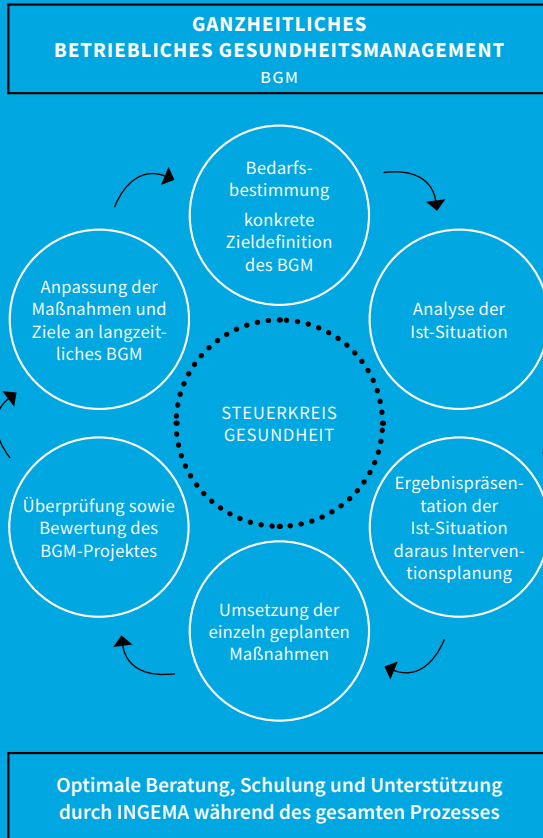 GANZHEITLICHES
BETRIEBLICHES GESUNDHEITSMANAGEMENT
BGM
Bedarfs-
bestimmung
konkrete
Zieldefinition
des BGM
Analyse der
Ist-Situation
Ergebnispräsen-
tation der
Ist-Situation
daraus Interven-
tionsplanung
Umsetzung der
einzeln geplanten
Maßnahmen
Überprüfung sowie
Bewertung des
BGM-Projektes
Anpassung der
Maßnahmen und
Ziele an langzeit-
liches BGM
STEUERKREIS
GESUNDHEIT
Optimale Beratung, Schulung und Unterstützung
durch INGEMA während des gesamten Prozesses